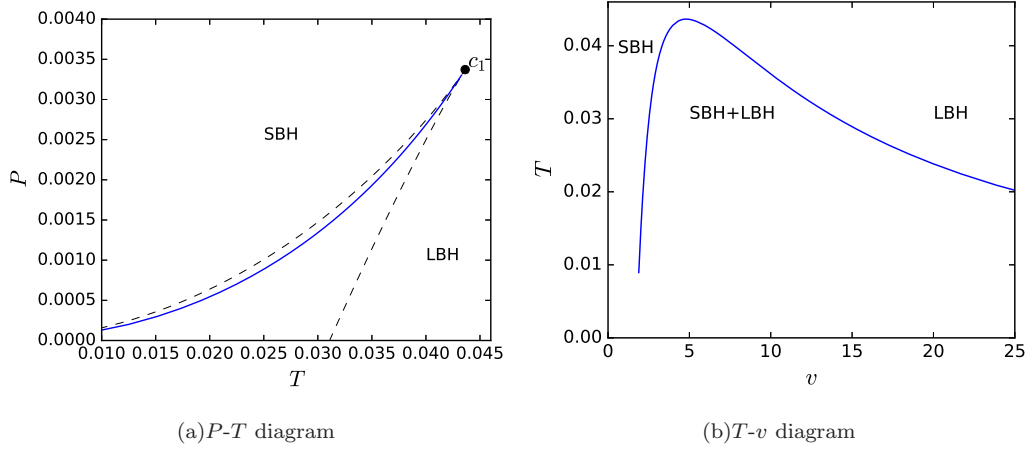 0.0040
0.0035
0.0030
0.0025
0.0020
0.0015
0.0010
0.0005
0.0000
P
c1
SBH
LBH
0.010 0.015 0.020 0.025 0.030 0.035 0.040 0.045
T
(a)P-T diagram
0.04
0.03
0.02
0.01
0.00
T
SBH
SBH+LBH
LBH
0 5 10 15 20 25
v
(b)T-v diagram